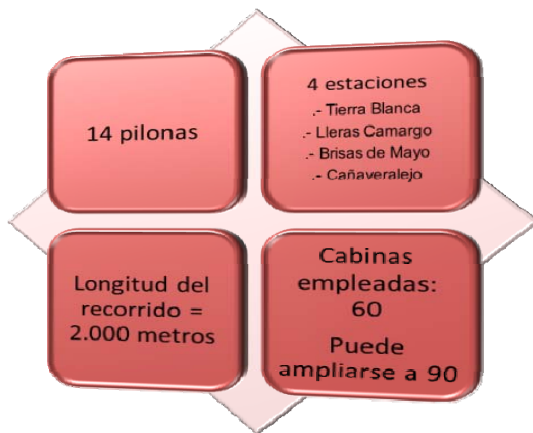 14 pilonas
4 estaciones
.- Tierra Blanca
.- Lleras Camargo
.- Brisas de Mayo
.- Cañaveralejo
Longitud del
recorrido =
2.000 metros
Cabinas
empleadas:
60
Puede
ampliarse a 90